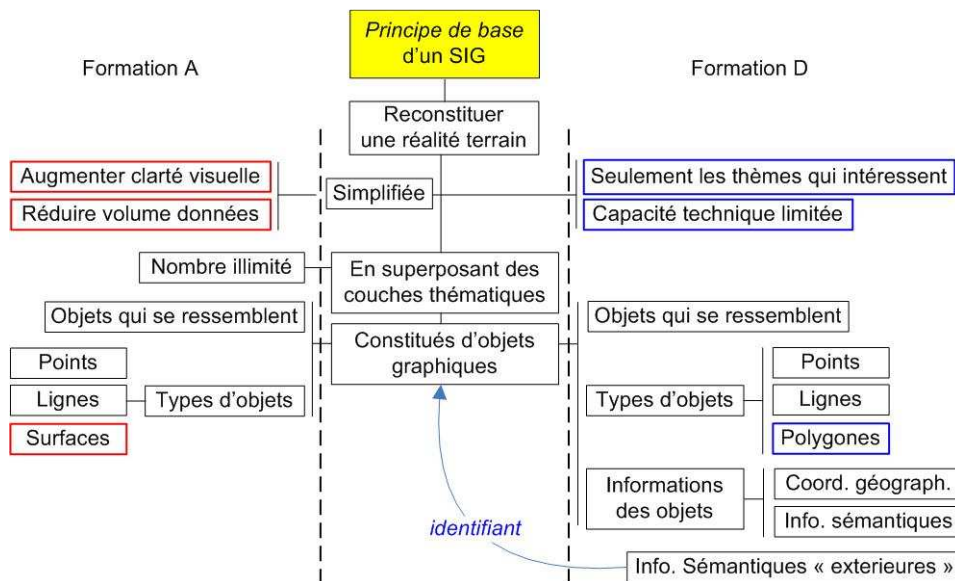 Principe de base
d'un SIG
Formation A
Formation D
Reconstituer
une réalité terrain
Augmenter clarté visuelle
Réduire volume données
Simplifiée
Seulement les thèmes qui intéressent
Capacité technique limitée
Nombre illimité
En superposant des
couches thématiques
Objets qui se ressemblent
Constitués d'objets
graphiques
Objets qui se ressemblent
Points
Lignes
Surfaces
Types d'objets
Types d'objets
Points
Lignes
Polygones
Informations
des objets
Coord. géograph.
Info. sémantiques
identifiant
Info. Sémantiques « exterieures »